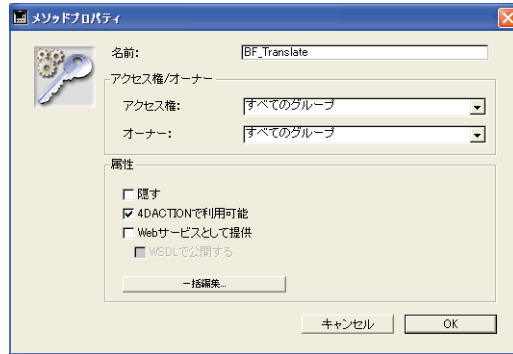 メソッドプロパティ
名前: BF_Translate
アクセス権/オーナー
アクセス権: すべてのグループ
オーナー: すべてのグループ
属性
隠す
4DACTIONで利用可能
Webサービスとして提供
WSDLで公開する
一括編集...
キャンセル OK